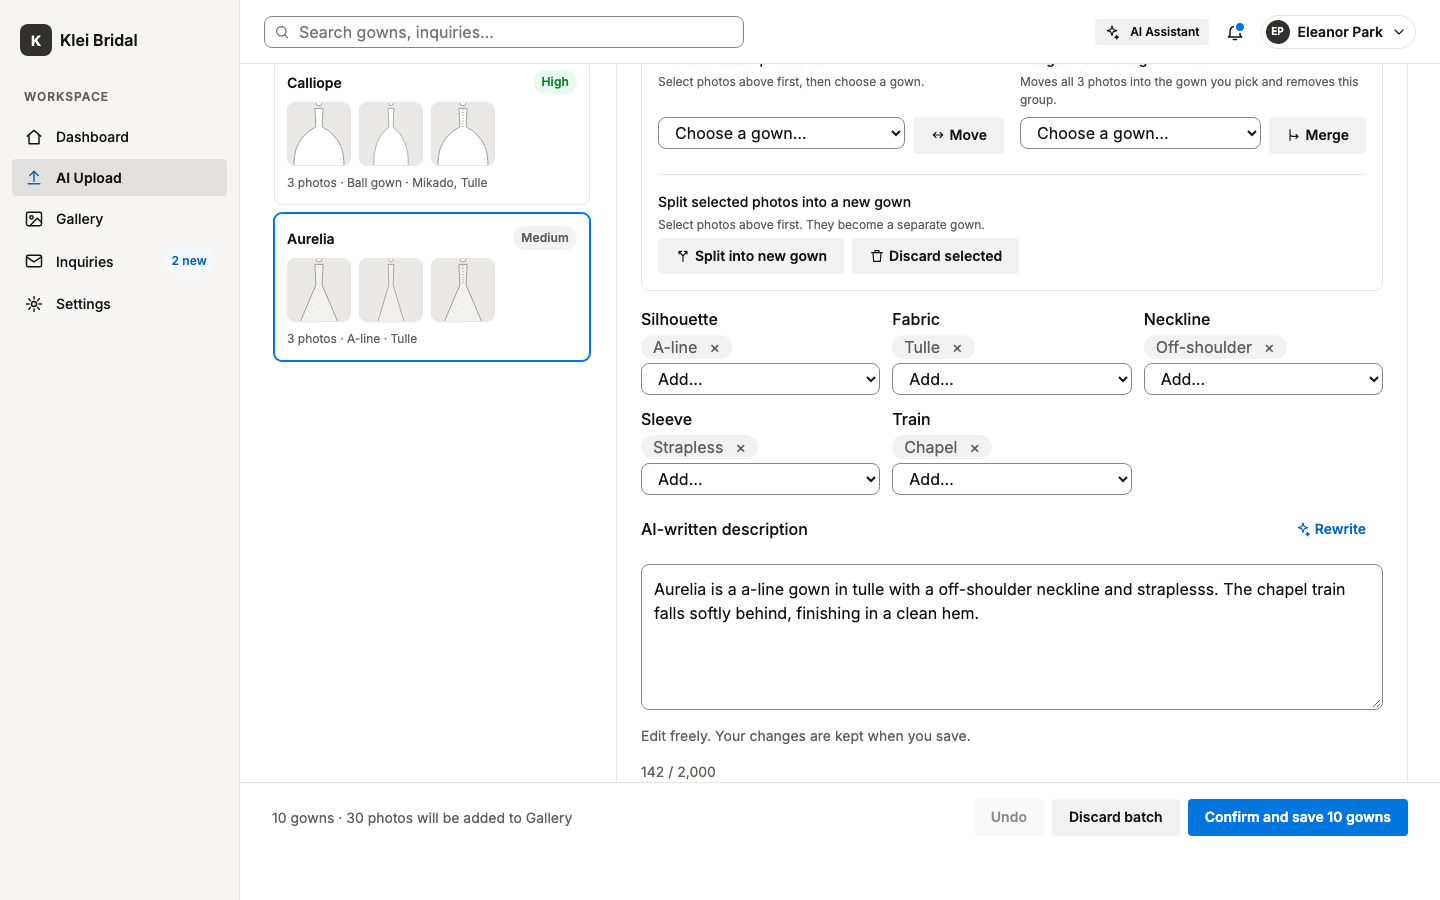 K Klei Bridal
Search gowns, inquiries...
AI Assistant
EP Eleanor Park
WORKSPACE
Dashboard
AI Upload
Gallery
Inquiries 2 new
Settings
Calliope High
3 photos · Ball gown · Mikado, Tulle
Aurelia Medium
3 photos · A-line · Tulle
Select photos above first, then choose a gown.
Choose a gown... Move
Moves all 3 photos into the gown you pick and removes this
group.
Choose a gown... Merge
Split selected photos into a new gown
Select photos above first. They become a separate gown.
Split into new gown Discard selected
Silhouette Fabric Neckline
A-line × Tulle × Off-shoulder ×
Add... Add... Add...
Sleeve Train
Strapless × Chapel ×
Add... Add...
AI-written description Rewrite
Aurelia is a a-line gown in tulle with a off-shoulder neckline and straplesss. The chapel train
falls softly behind, finishing in a clean hem.
Edit freely. Your changes are kept when you save.
142 / 2,000
10 gowns · 30 photos will be added to Gallery
Undo Discard batch Confirm and save 10 gowns